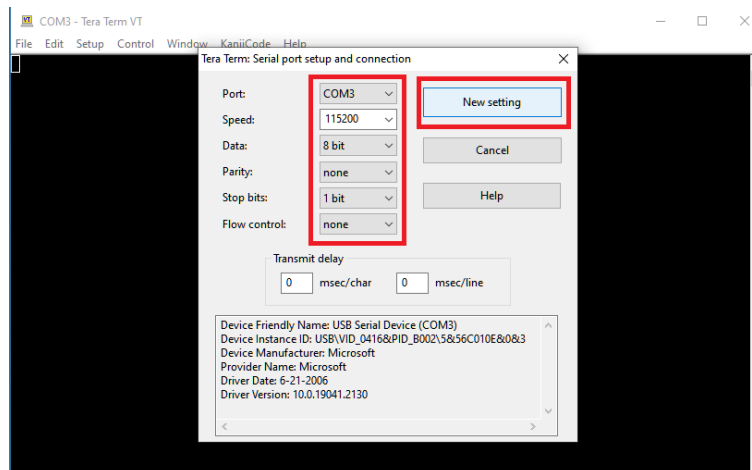 COM3 - Tera Term VT
File Edit Setup Control Window KanjiCode Help
Tera Term: Serial port setup and connection
Port: COM3
New setting
Speed: 115200
Data: 8 bit
Cancel
Parity: none
Stop bits: 1 bit
Help
Flow control: none
Transmit delay
0 msec/char 0 msec/line
Device Friendly Name: USB Serial Device (COM3)
Device Instance ID: USB\VID_0416&PID_B002\5&56C010E&0&3
Device Manufacturer: Microsoft
Provider Name: Microsoft
Driver Date: 6-21-2006
Driver Version: 10.0.19041.2130